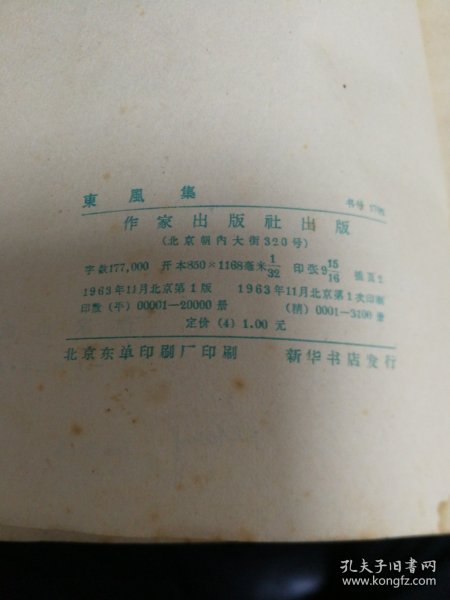 東風集 书号
作家出版社出版
(北京朝内大街320号)
字数177,000 开本850×1168毫米1/32 印张9 15/16 插页2
1963年11月北京第1版 1963年11月北京第1次印刷
印数(平)00001—20000册 (精)0001—3100册
定价(4)1.00元
北京东单印刷厂印刷 新华书店发行
孔夫子旧书网
www.kongfz.com